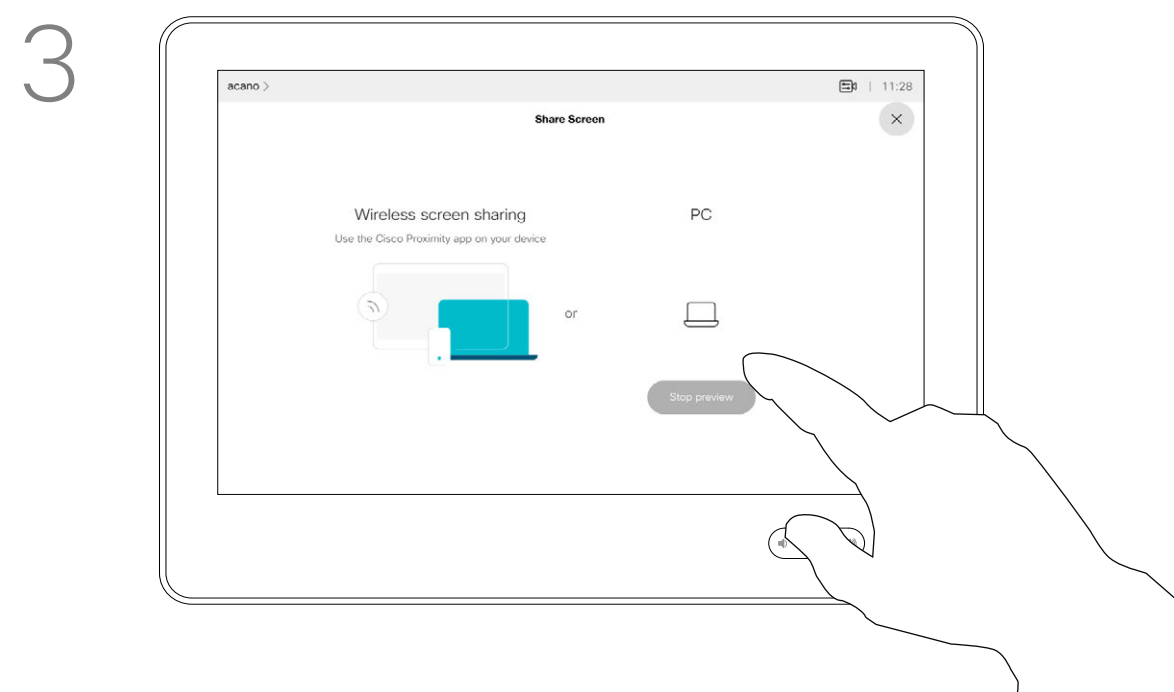 3
acano >
11:28
Share Screen
Wireless screen sharing
Use the Cisco Proximity app on your device
or
PC
Stop preview